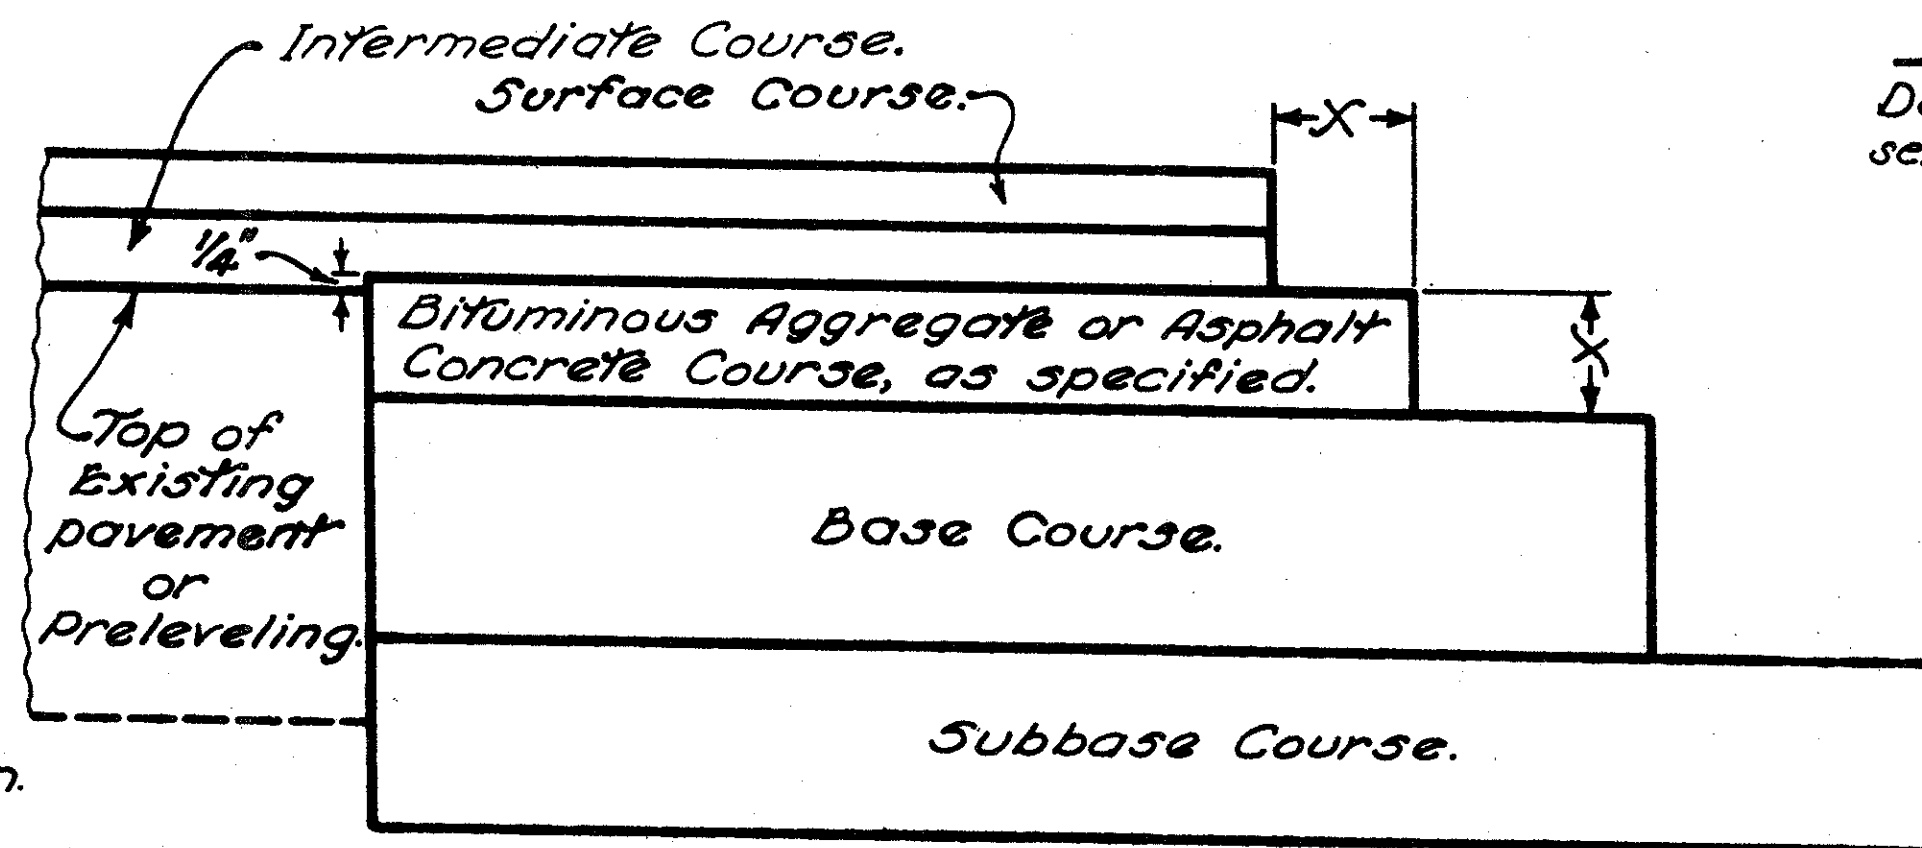 Intermediate Course.
Surface Course.
X
1/4"
Bituminous Aggregate or Asphalt
Concrete Course, as specified.
X
Top of
Existing
pavement
or
Preleveling.
Base Course.
Subbase Course.